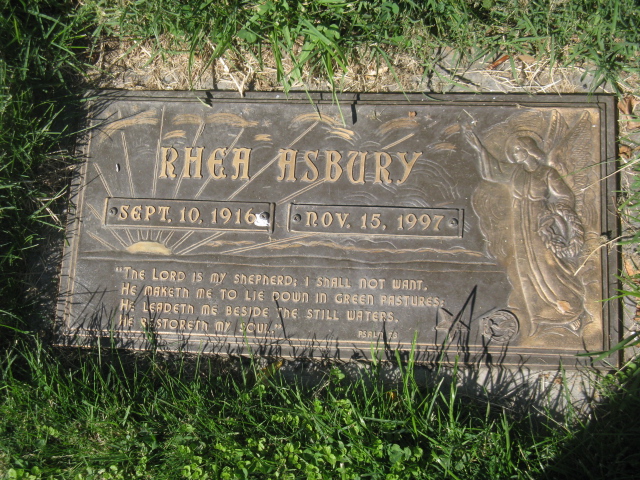 RHEA ASBURY
SEPT. 10, 1916 NOV. 15, 1997
"THE LORD IS MY SHEPHERD; I SHALL NOT WANT.
HE MAKETH ME TO LIE DOWN IN GREEN PASTURES:
HE LEADETH ME BESIDE THE STILL WATERS.
HE RESTORETH MY SOUL."